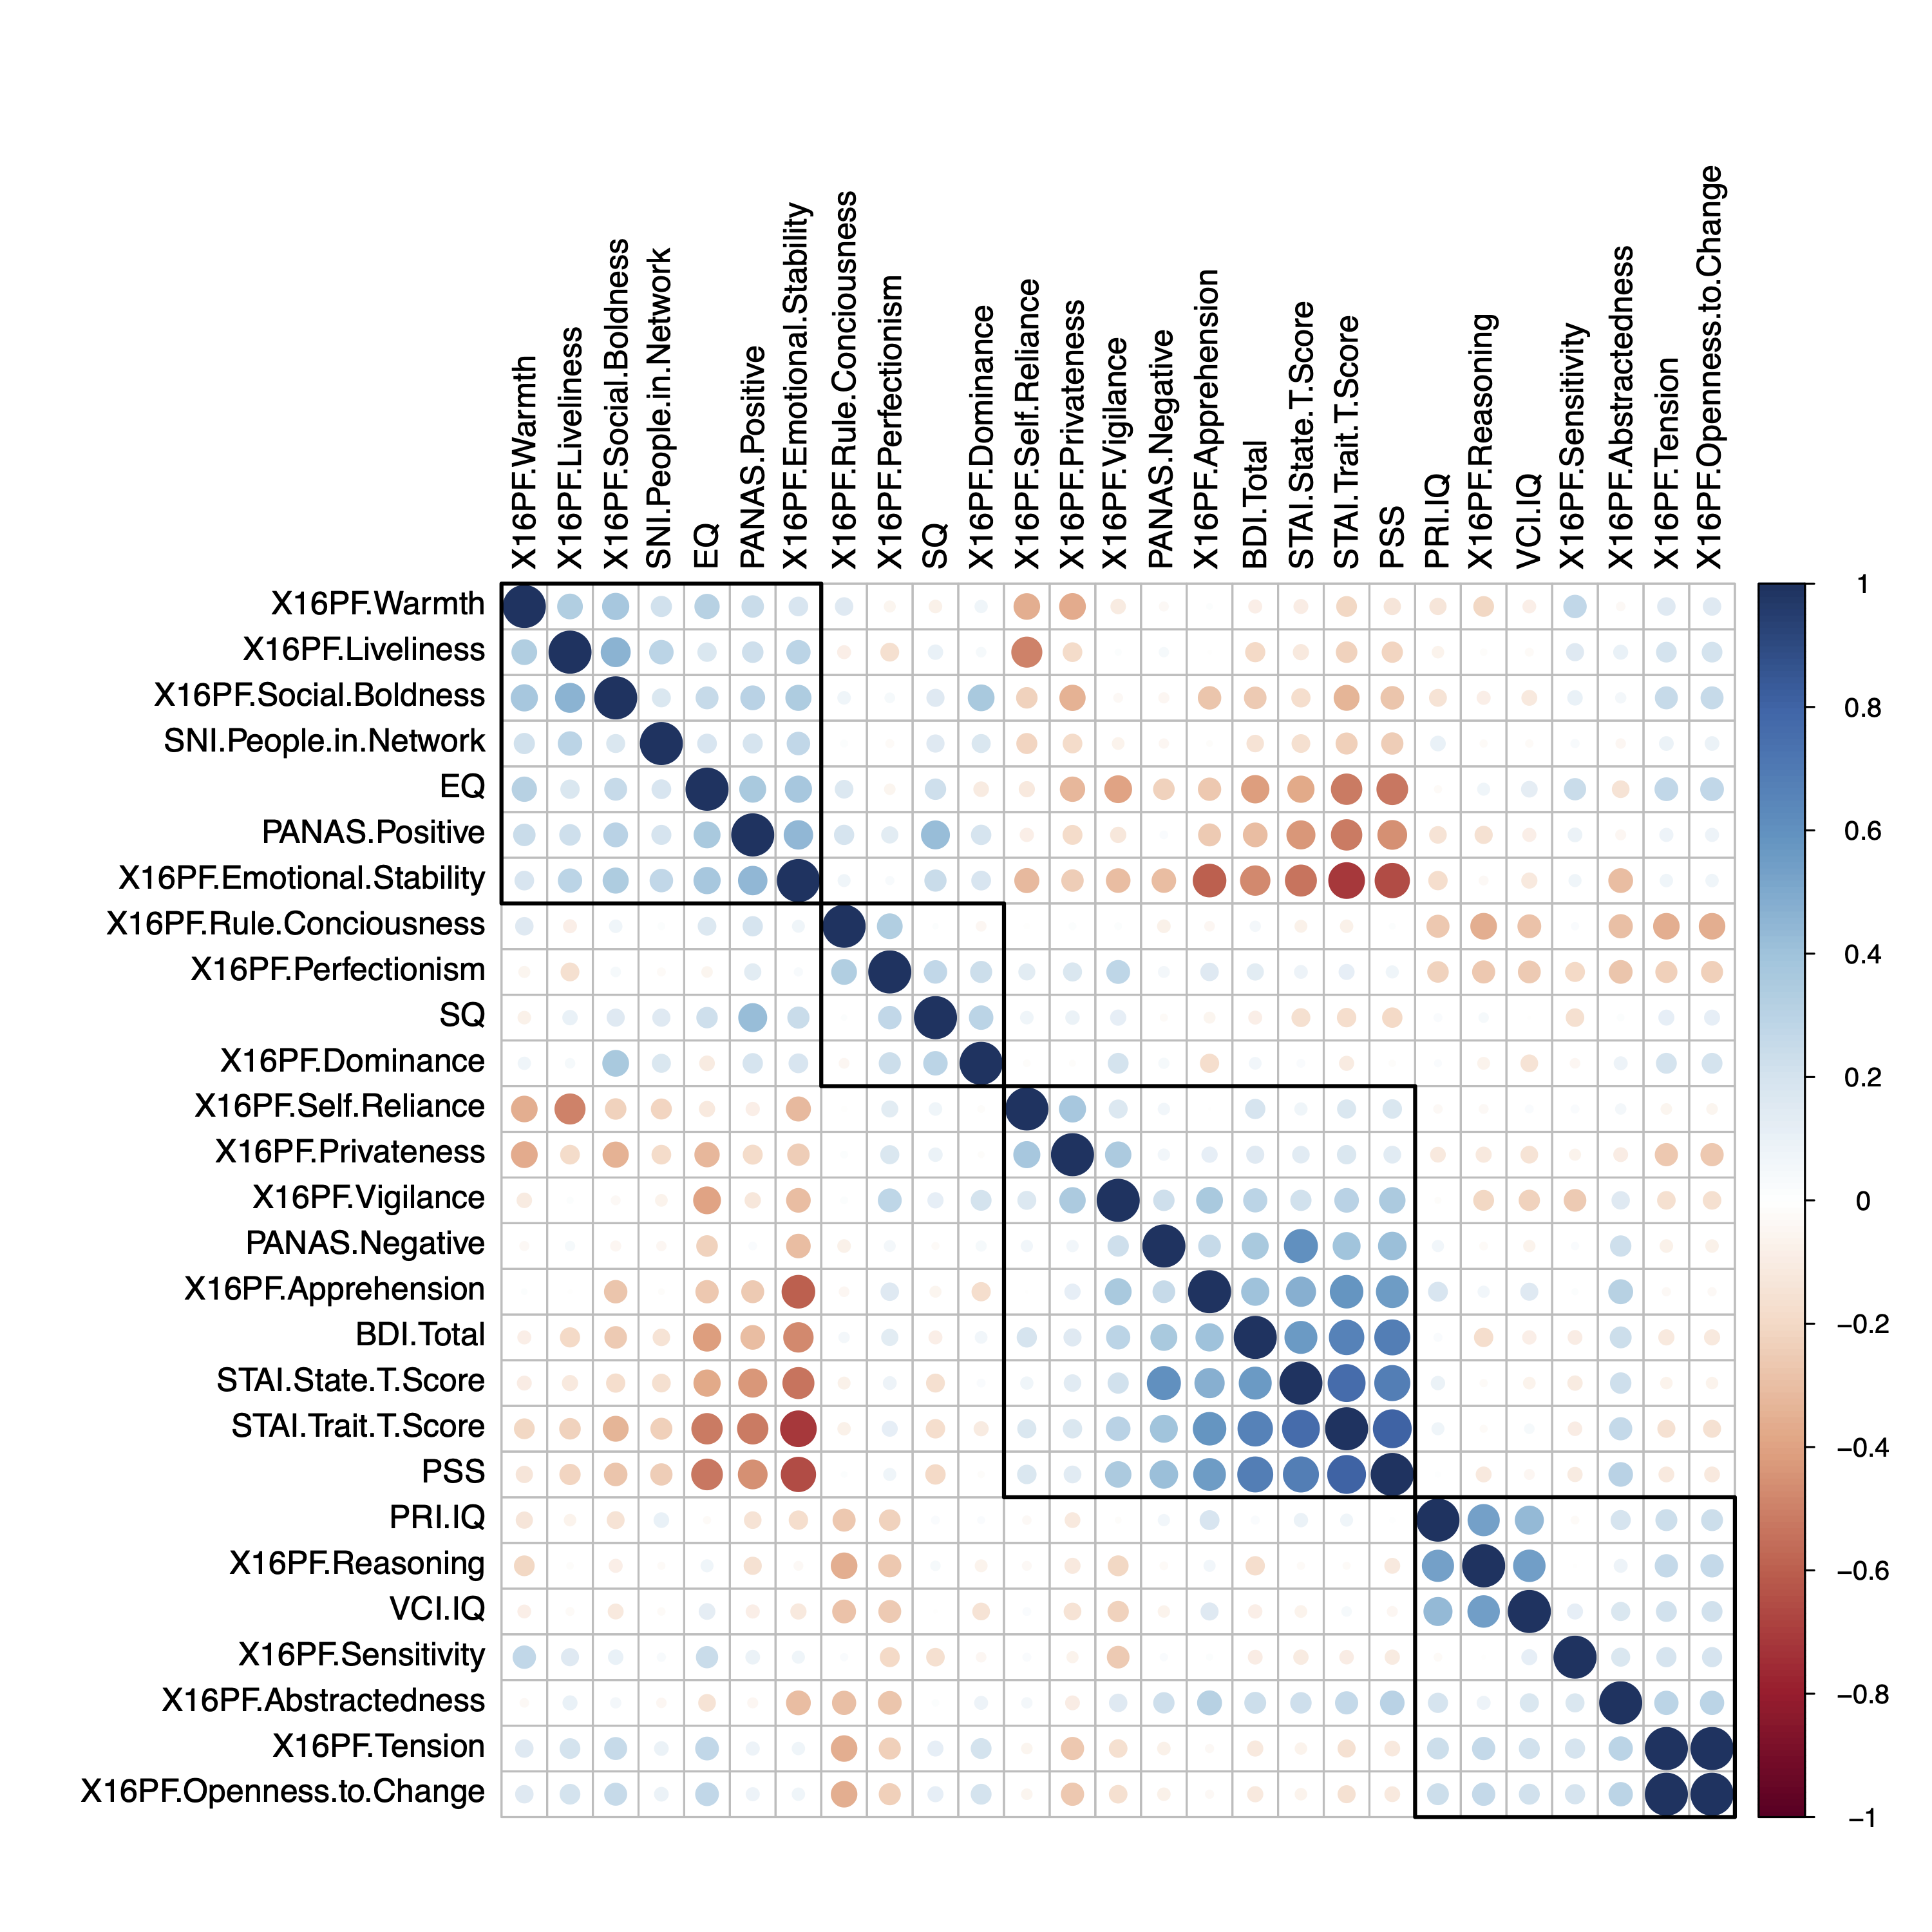 X16PF.Warmth
X16PF.Liveliness
X16PF.Social.Boldness
SNI.People.in.Network
EQ
PANAS.Positive
X16PF.Emotional.Stability
X16PF.Rule.Conciousness
X16PF.Perfectionism
SQ
X16PF.Dominance
X16PF.Self.Reliance
X16PF.Privateness
X16PF.Vigilance
PANAS.Negative
X16PF.Apprehension
BDI.Total
STAI.State.T.Score
STAI.Trait.T.Score
PSS
PRI.IQ
X16PF.Reasoning
VCI.IQ
X16PF.Sensitivity
X16PF.Abstractedness
X16PF.Tension
X16PF.Openness.to.Change
X16PF.Warmth
X16PF.Liveliness
X16PF.Social.Boldness
SNI.People.in.Network
EQ
PANAS.Positive
X16PF.Emotional.Stability
X16PF.Rule.Conciousness
X16PF.Perfectionism
SQ
X16PF.Dominance
X16PF.Self.Reliance
X16PF.Privateness
X16PF.Vigilance
PANAS.Negative
X16PF.Apprehension
BDI.Total
STAI.State.T.Score
STAI.Trait.T.Score
PSS
PRI.IQ
X16PF.Reasoning
VCI.IQ
X16PF.Sensitivity
X16PF.Abstractedness
X16PF.Tension
X16PF.Openness.to.Change
1
0.8
0.6
0.4
0.2
0
−0.2
−0.4
−0.6
−0.8
−1